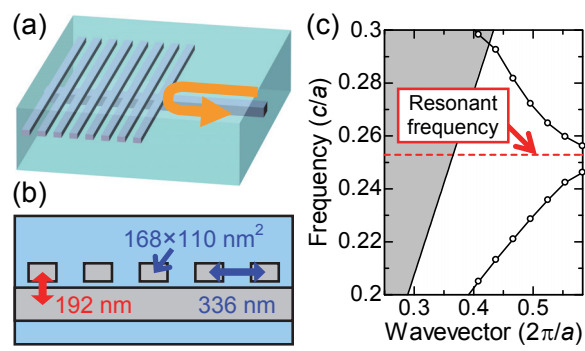 (a)
(b)
168×110 nm²
192 nm
336 nm
(c)
Frequency (c/a)
0.3
0.28
0.26
0.24
0.22
0.2
Resonant
frequency
0.3
0.4
0.5
Wavevector (2π/a)